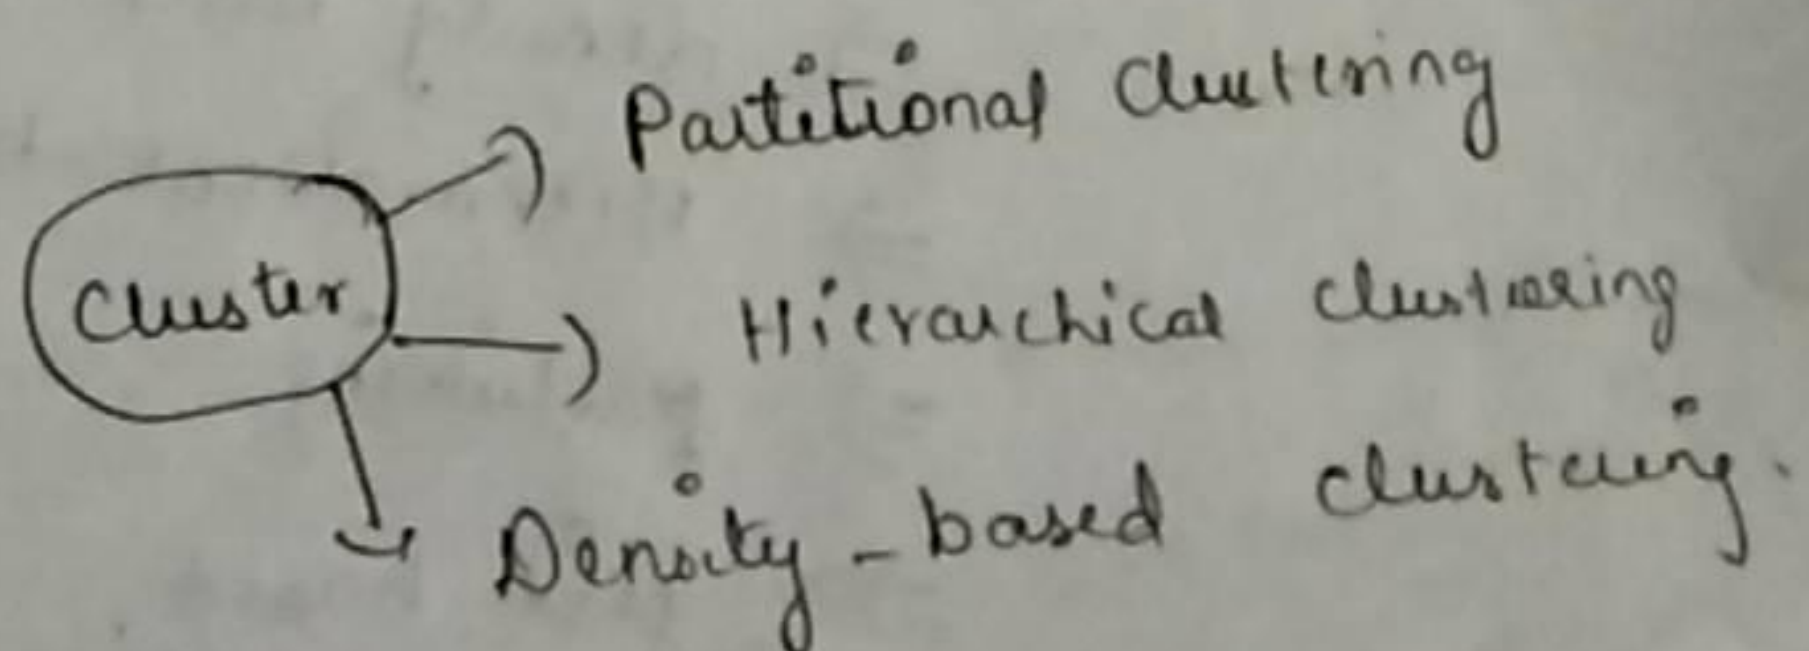 Partitional clustering
Cluster
Hierarchical clustering
Density-based clustering.